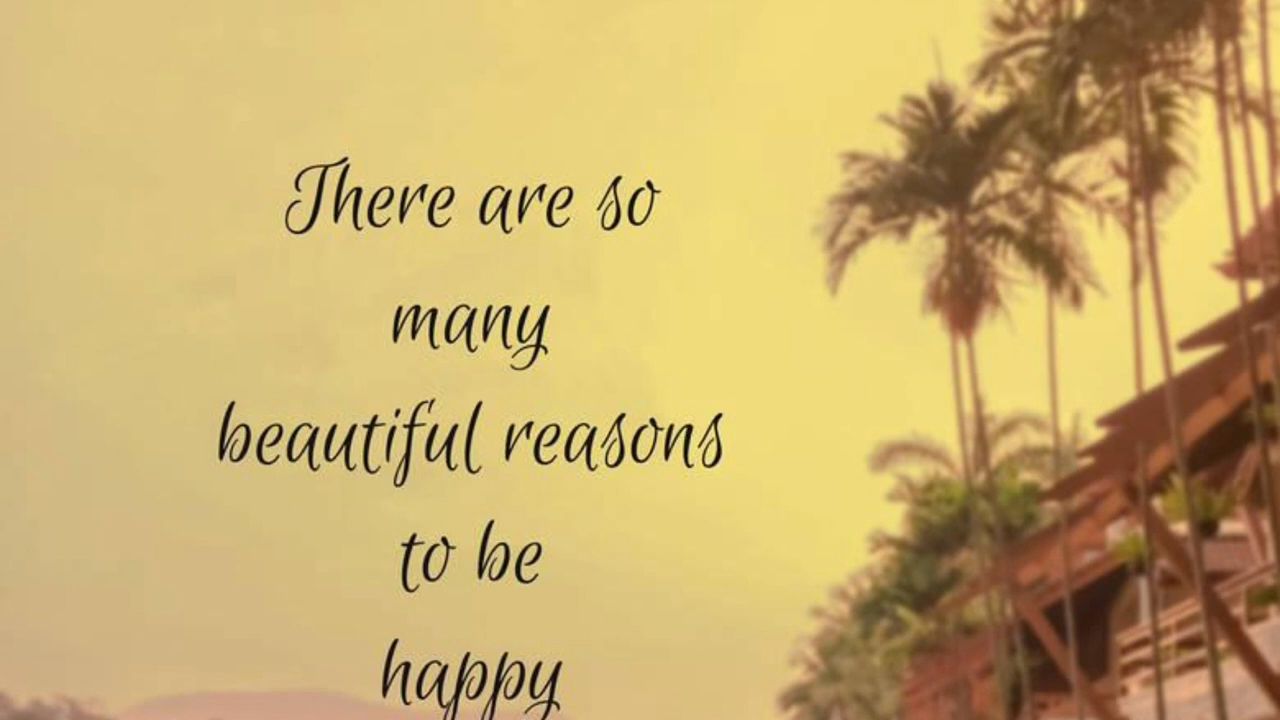 There are so
many
beautiful reasons
to be
happy